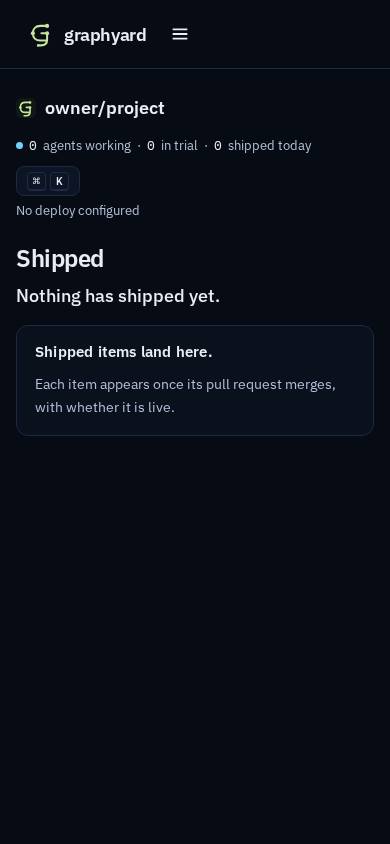 graphyard
owner/project
0 agents working · 0 in trial · 0 shipped today
⌘ K
No deploy configured
Shipped
Nothing has shipped yet.
Shipped items land here.
Each item appears once its pull request merges,
with whether it is live.